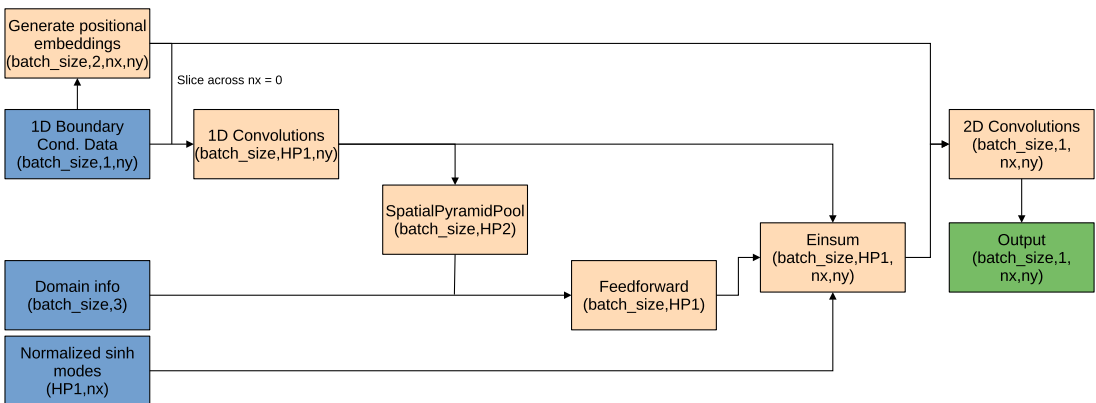 Generate positional
embeddings
(batch_size,2,nx,ny)
Slice across nx = 0
1D Boundary
Cond. Data
(batch_size,1,ny)
1D Convolutions
(batch_size,HP1,ny)
2D Convolutions
(batch_size,1,
nx,ny)
SpatialPyramidPool
(batch_size,HP2)
Einsum
(batch_size,HP1,
nx,ny)
Output
(batch_size,1,
nx,ny)
Domain info
(batch_size,3)
Feedforward
(batch_size,HP1)
Normalized sinh
modes
(HP1,nx)